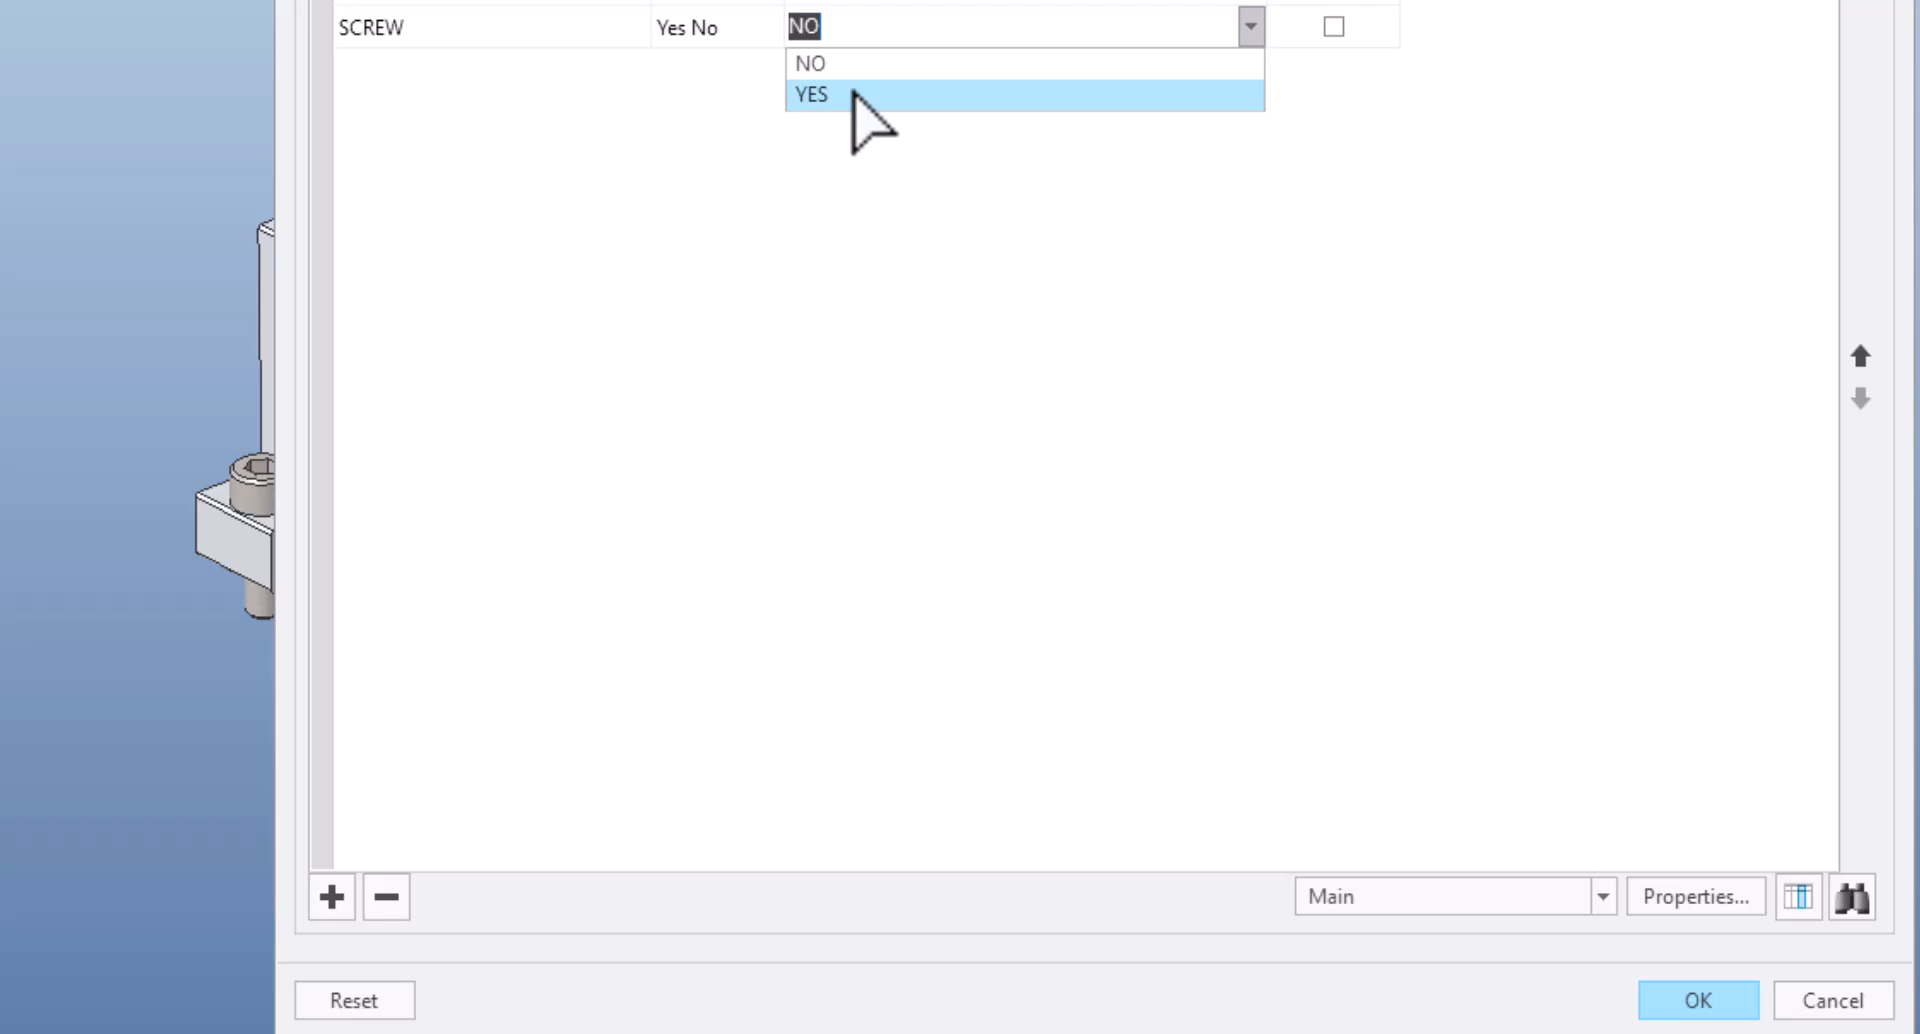 SCREW Yes No NO
NO
YES
Main Properties...
Reset OK Cancel